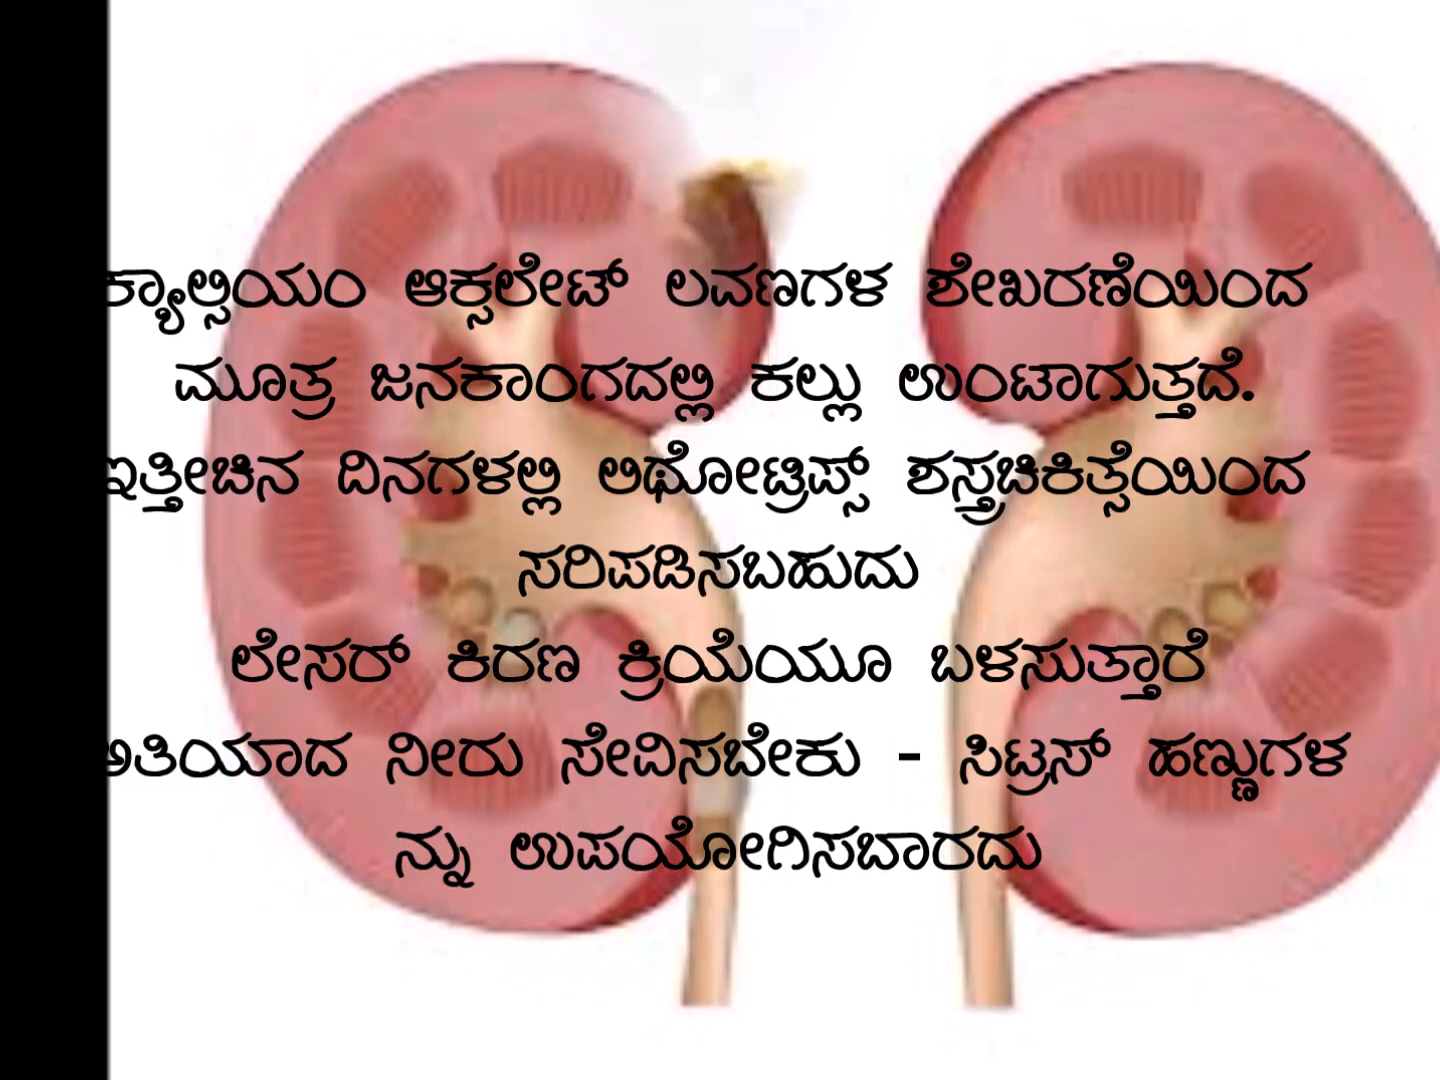 ಕ್ಯಾಲ್ಸಿಯಂ ಆಕ್ಸಲೇಟ್ ಲವಣಗಳ ಶೇಖರಣೆಯಿಂದ
ಮೂತ್ರ ಜನಕಾಂಗದಲ್ಲಿ ಕಲ್ಲು ಉಂಟಾಗುತ್ತದೆ.
ಇತ್ತೀಚಿನ ದಿನಗಳಲ್ಲಿ ಲಿಥೋಟ್ರಿಪ್ಸ್ ಶಸ್ತ್ರಚಿಕಿತ್ಸೆಯಿಂದ
ಸರಿಪಡಿಸಬಹುದು
ಲೇಸರ್ ಕಿರಣ ಕ್ರಿಯೆಯೂ ಬಳಸುತ್ತಾರೆ
ಅತಿಯಾದ ನೀರು ಸೇವಿಸಬೇಕು - ಸಿಟ್ರಸ್ ಹಣ್ಣುಗಳ
ನ್ನು ಉಪಯೋಗಿಸಬಾರದು